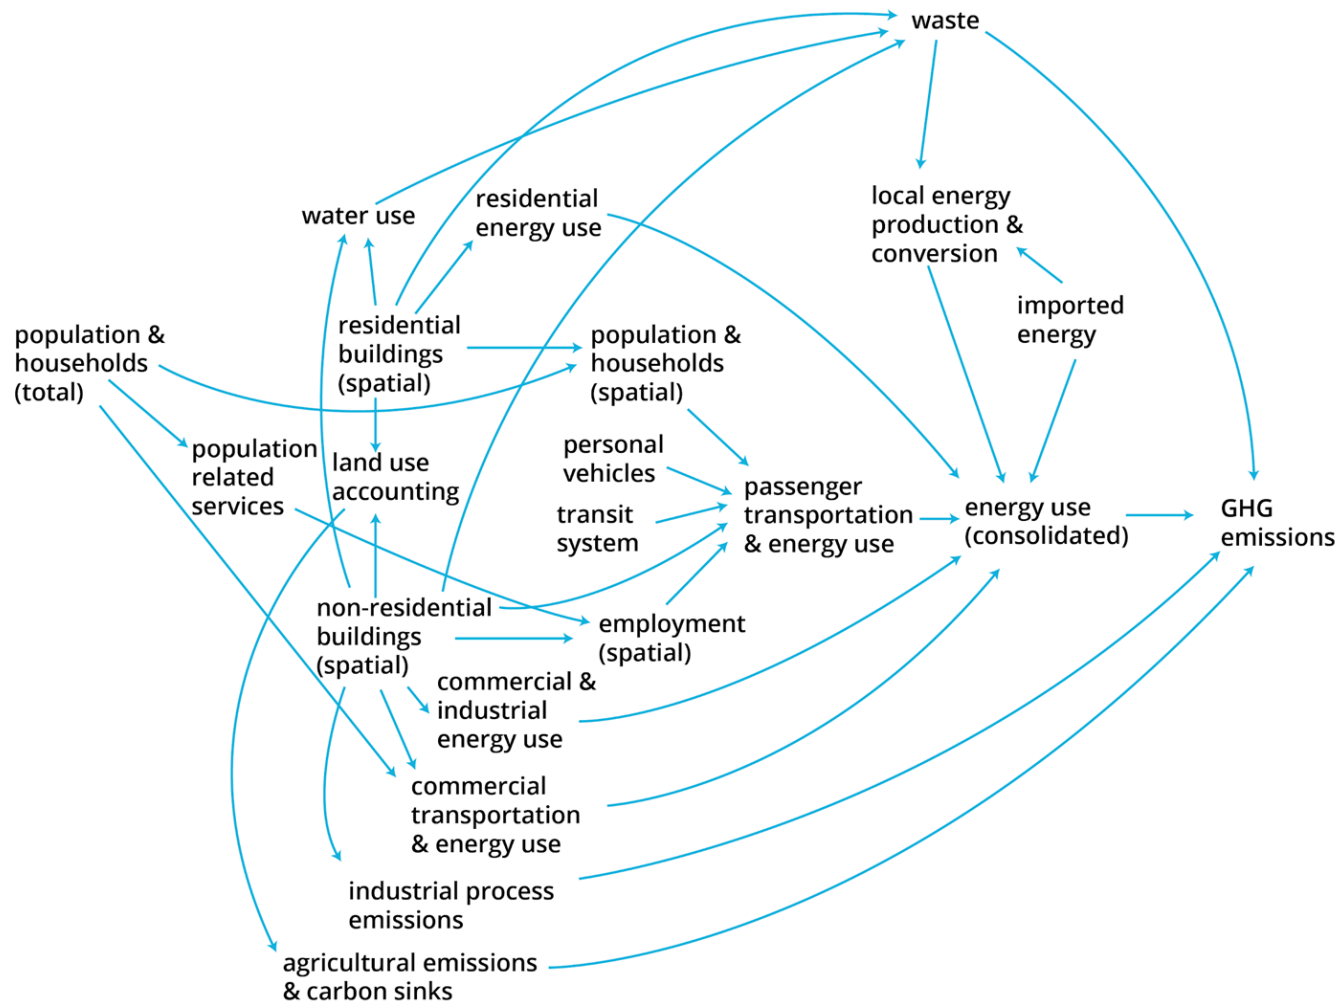 waste
water use
residential
energy use
local energy
production &
conversion
imported
energy
population &
households
(total)
residential
buildings
(spatial)
population &
households
(spatial)
population
related
services
land use
accounting
personal
vehicles
transit
system
passenger
transportation
& energy use
energy use
(consolidated)
GHG
emissions
non-residential
buildings
(spatial)
employment
(spatial)
commercial &
industrial
energy use
commercial
transportation
& energy use
industrial process
emissions
agricultural emissions
& carbon sinks